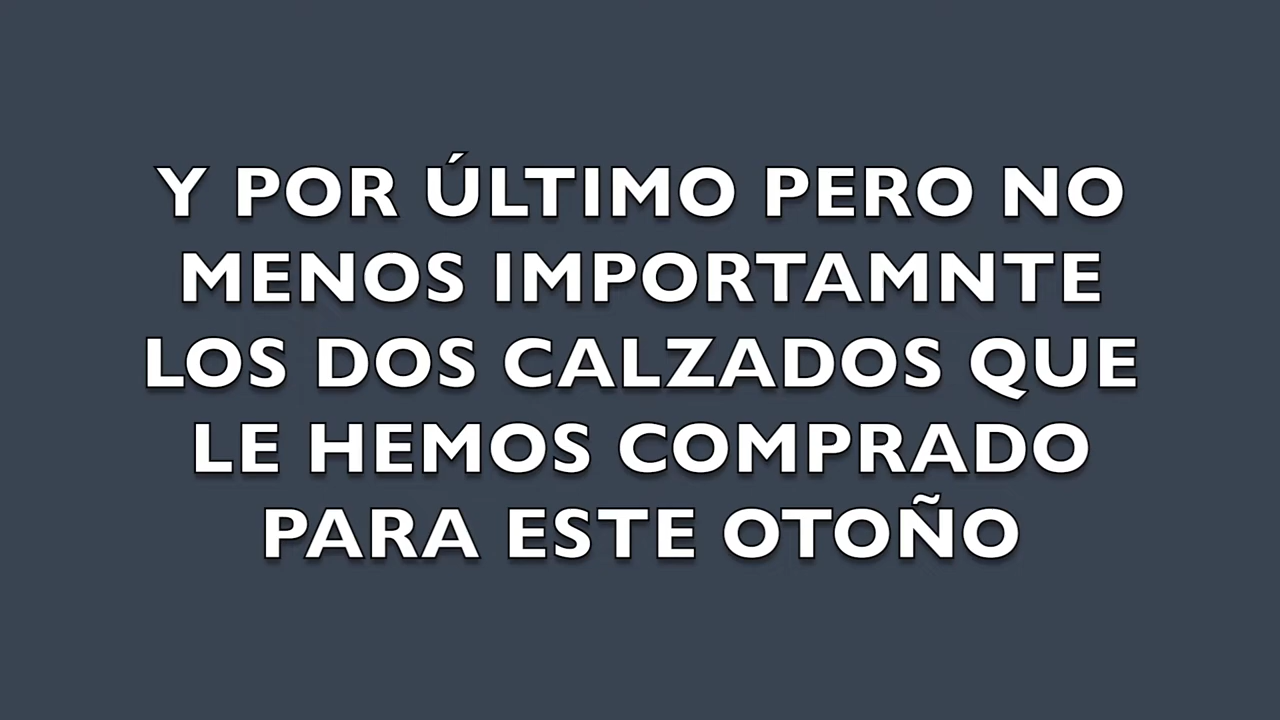 Y POR ÚLTIMO PERO NO
MENOS IMPORTAMNTE
LOS DOS CALZADOS QUE
LE HEMOS COMPRADO
PARA ESTE OTOÑO